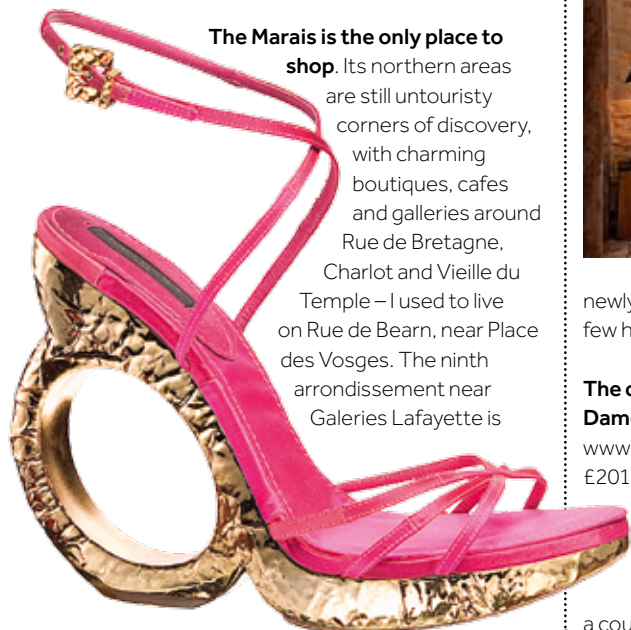 The Marais is the only place to
shop. Its northern areas
are still untouristy
corners of discovery,
with charming
boutiques, cafes
and galleries around
Rue de Bretagne,
Charlot and Vieille du
Temple – I used to live
on Rue de Bearn, near Place
des Vosges. The ninth
arrondissement near
Galeries Lafayette is
newly
few h
The c
Dame
www
£201
a cou